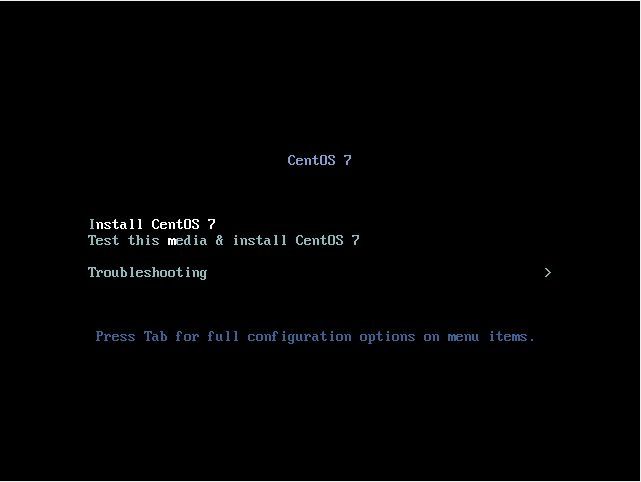 CentOS 7
Install CentOS 7
Test this media & install CentOS 7
Troubleshooting >
Press Tab for full configuration options on menu items.